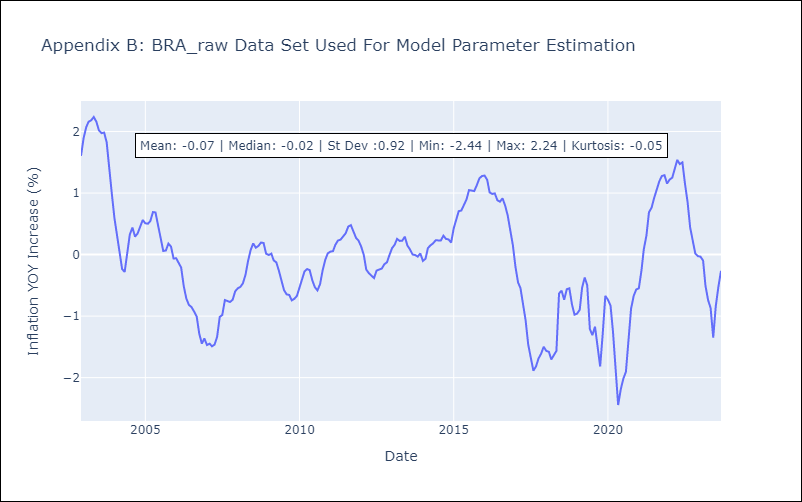 Appendix B: BRA_raw Data Set Used For Model Parameter Estimation
Mean: -0.07 | Median: -0.02 | St Dev :0.92 | Min: -2.44 | Max: 2.24 | Kurtosis: -0.05
Inflation YOY Increase (%)
2
1
0
−1
−2
2005
2010
2015
2020
Date